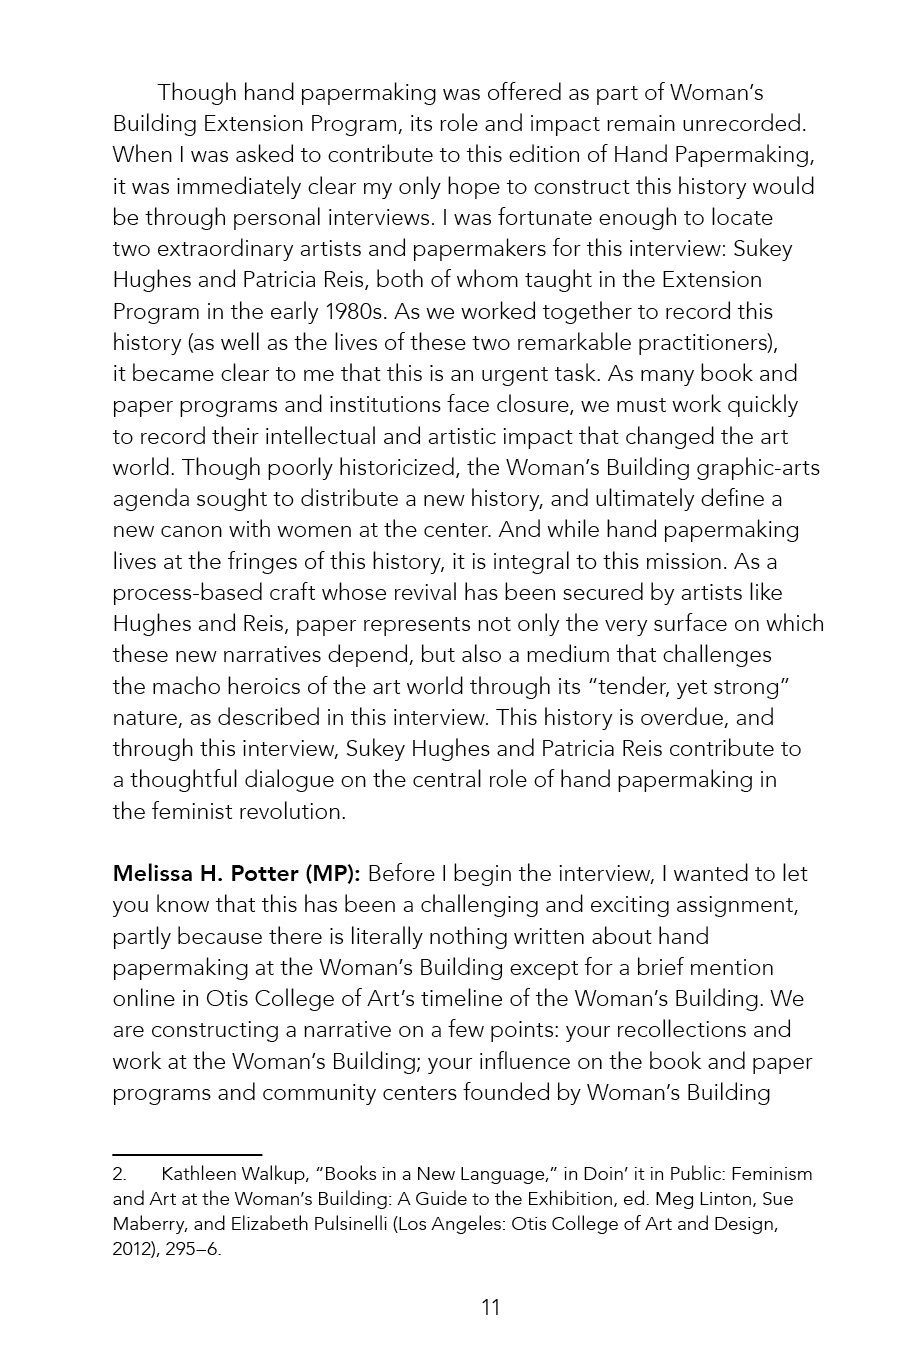 Though hand papermaking was offered as part of Woman’s
Building Extension Program, its role and impact remain unrecorded.
When I was asked to contribute to this edition of Hand Papermaking,
it was immediately clear my only hope to construct this history would
be through personal interviews. I was fortunate enough to locate
two extraordinary artists and papermakers for this interview: Sukey
Hughes and Patricia Reis, both of whom taught in the Extension
Program in the early 1980s. As we worked together to record this
history (as well as the lives of these two remarkable practitioners),
it became clear to me that this is an urgent task. As many book and
paper programs and institutions face closure, we must work quickly
to record their intellectual and artistic impact that changed the art
world. Though poorly historicized, the Woman’s Building graphic-arts
agenda sought to distribute a new history, and ultimately define a
new canon with women at the center. And while hand papermaking
lives at the fringes of this history, it is integral to this mission. As a
process-based craft whose revival has been secured by artists like
Hughes and Reis, paper represents not only the very surface on which
these new narratives depend, but also a medium that challenges
the macho heroics of the art world through its “tender, yet strong”
nature, as described in this interview. This history is overdue, and
through this interview, Sukey Hughes and Patricia Reis contribute to
a thoughtful dialogue on the central role of hand papermaking in
the feminist revolution.
Melissa H. Potter (MP): Before I begin the interview, I wanted to let
you know that this has been a challenging and exciting assignment,
partly because there is literally nothing written about hand
papermaking at the Woman’s Building except for a brief mention
online in Otis College of Art’s timeline of the Woman’s Building. We
are constructing a narrative on a few points: your recollections and
work at the Woman’s Building; your influence on the book and paper
programs and community centers founded by Woman’s Building
2. Kathleen Walkup, “Books in a New Language,” in Doin’ it in Public: Feminism
and Art at the Woman’s Building: A Guide to the Exhibition, ed. Meg Linton, Sue
Maberry, and Elizabeth Pulsinelli (Los Angeles: Otis College of Art and Design,
2012), 295–6.
11